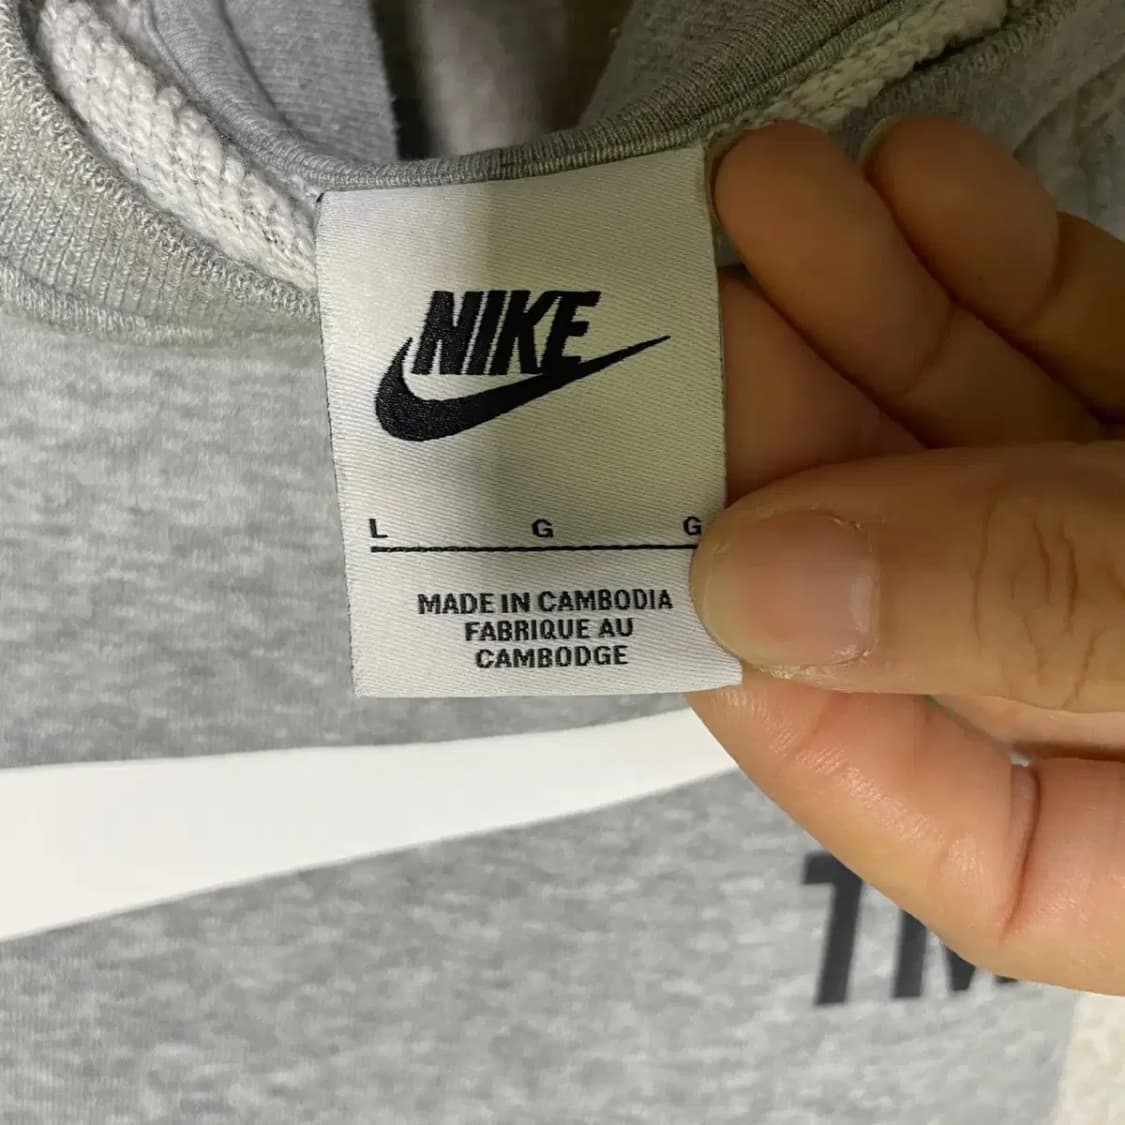 NIKE
L G G
MADE IN CAMBODIA
FABRIQUE AU
CAMBODGE